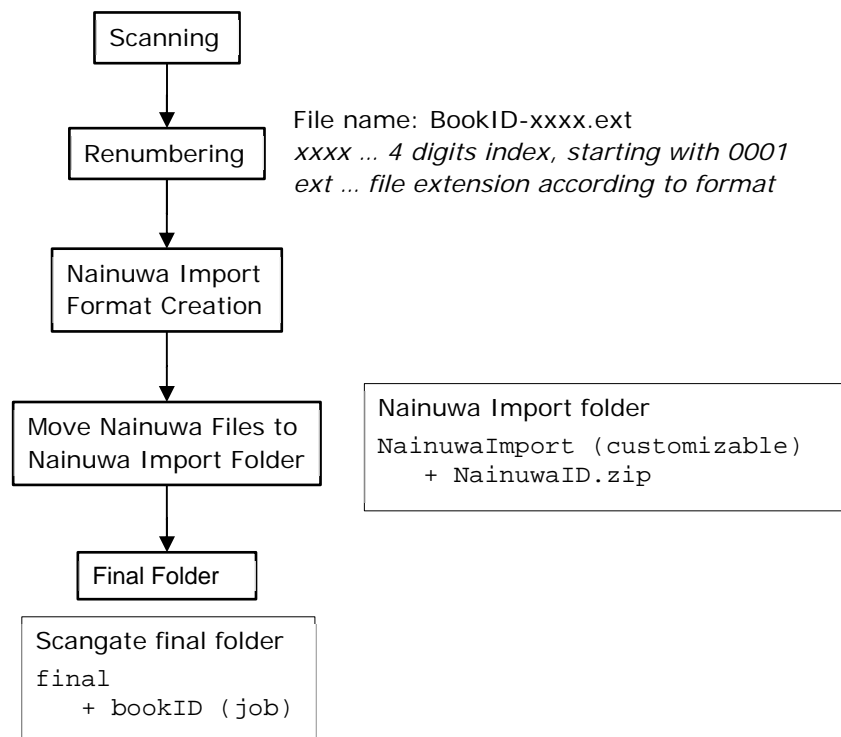 Scanning
Renumbering
File name: BookID-xxxx.ext
xxxx … 4 digits index, starting with 0001
ext … file extension according to format
Nainuwa Import
Format Creation
Move Nainuwa Files to
Nainuwa Import Folder
Nainuwa Import folder
NainuwaImport (customizable)
+ NainuwaID.zip
Final Folder
Scangate final folder
final
+ bookID (job)